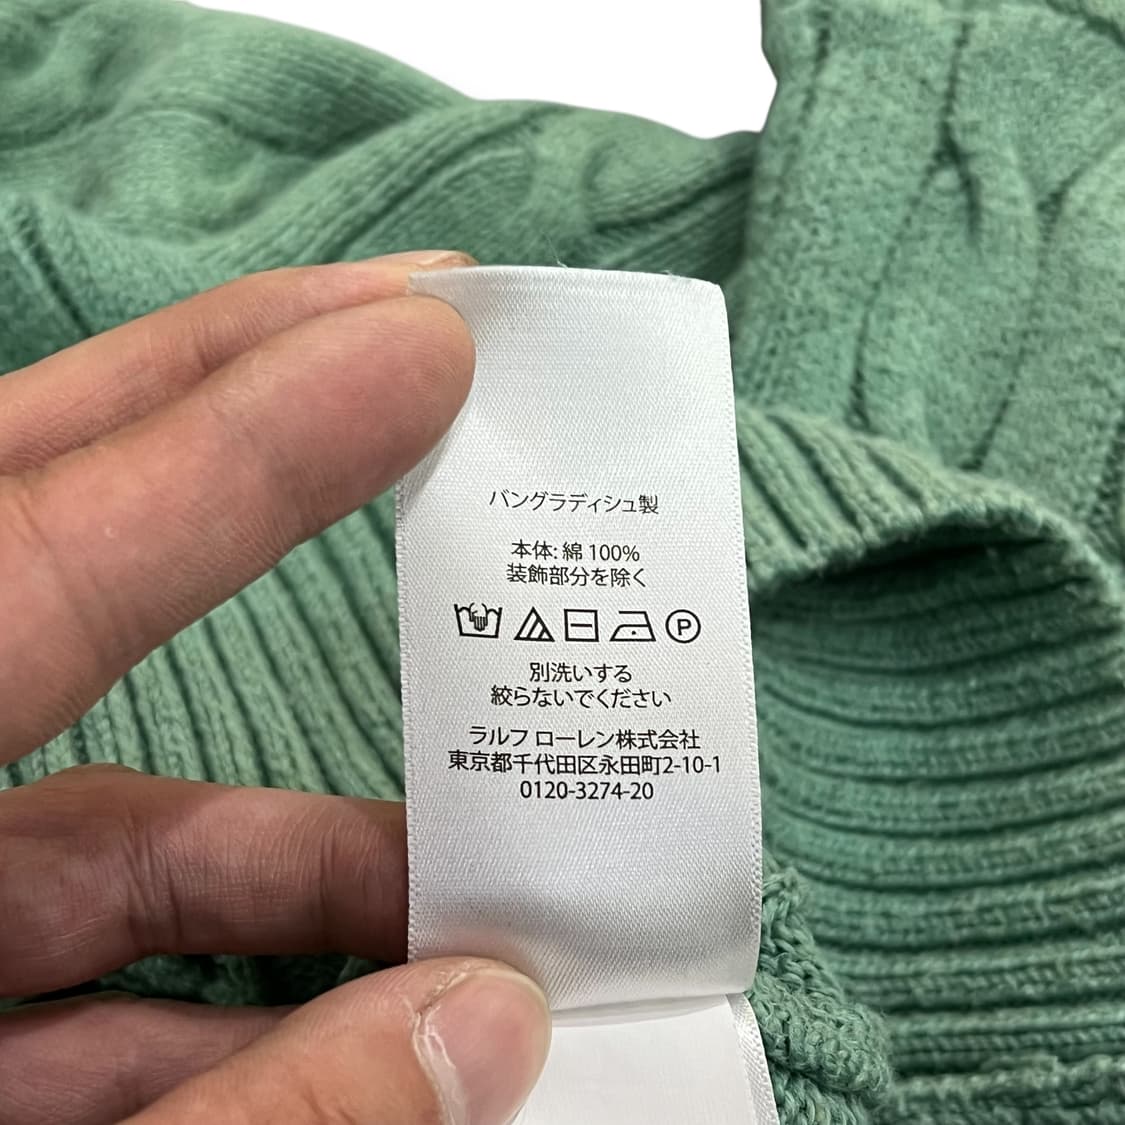 バングラディシュ製
本体: 綿 100%
装飾部分を除く
P
別洗いする
絞らないでください
ラルフ ローレン株式会社
東京都千代田区永田町2-10-1
0120-3274-20